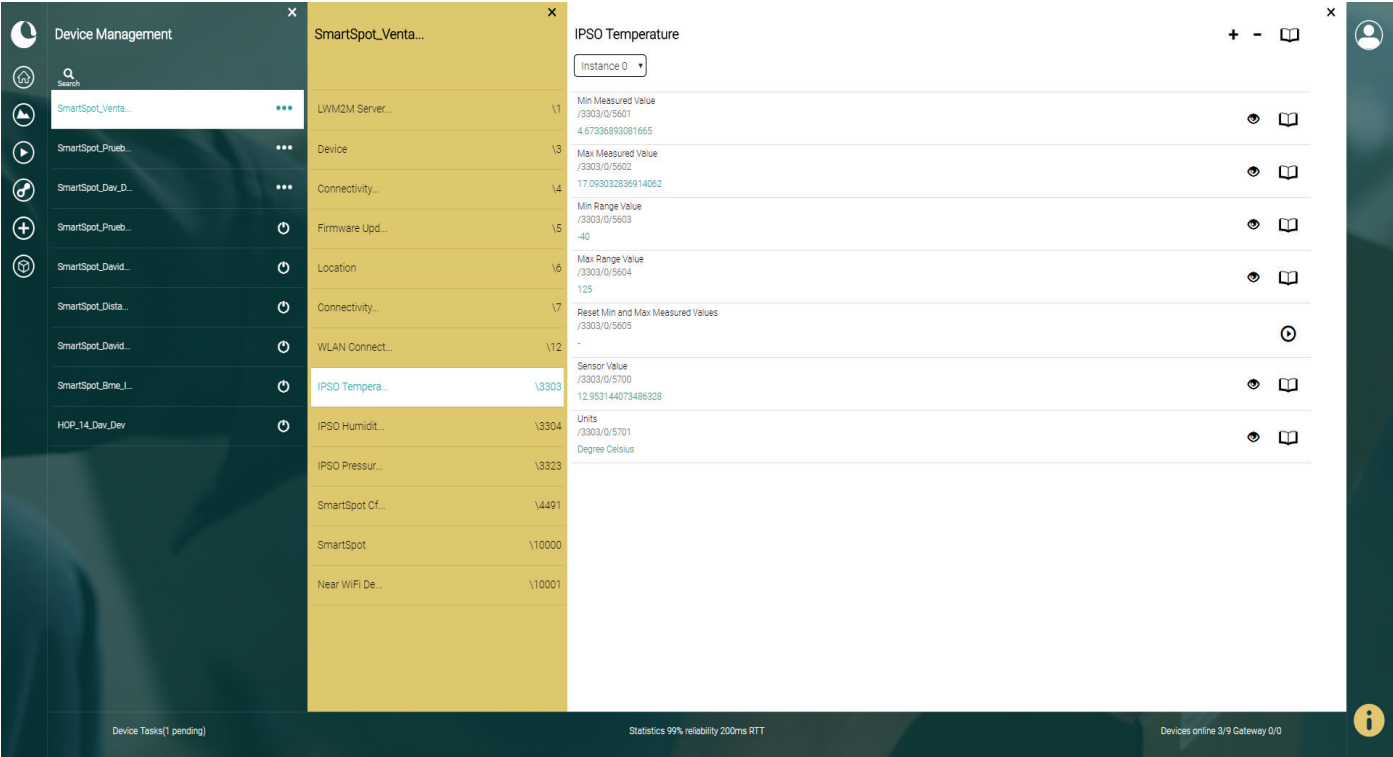 Device Management
Search
SmartSpot_Venta...
SmartSpot_Prueb...
SmartSpot_Dav_D...
SmartSpot_Prueb...
SmartSpot_David...
SmartSpot_Dista...
SmartSpot_David...
SmartSpot_Bme_I...
HOP_14_Dav_Dev
SmartSpot_Venta...
LWM2M Server... \1
Device \3
Connectivity... \4
Firmware Upd... \5
Location \6
Connectivity... \7
WLAN Connect... \12
IPSO Tempera... \3303
IPSO Humidit... \3304
IPSO Pressur... \3323
SmartSpot Cf... \4491
SmartSpot \10000
Near WiFi De... \10001
IPSO Temperature
Instance 0
Min Measured Value
/3303/0/5601
4.67336893081665
Max Measured Value
/3303/0/5602
17.093032836914062
Min Range Value
/3303/0/5603
-40
Max Range Value
/3303/0/5604
125
Reset Min and Max Measured Values
/3303/0/5605
-
Sensor Value
/3303/0/5700
12.953144073486328
Units
/3303/0/5701
Degree Celsius
Device Tasks(1 pending)
Statistics 99% reliability 200ms RTT
Devices online 3/9 Gateway 0/0